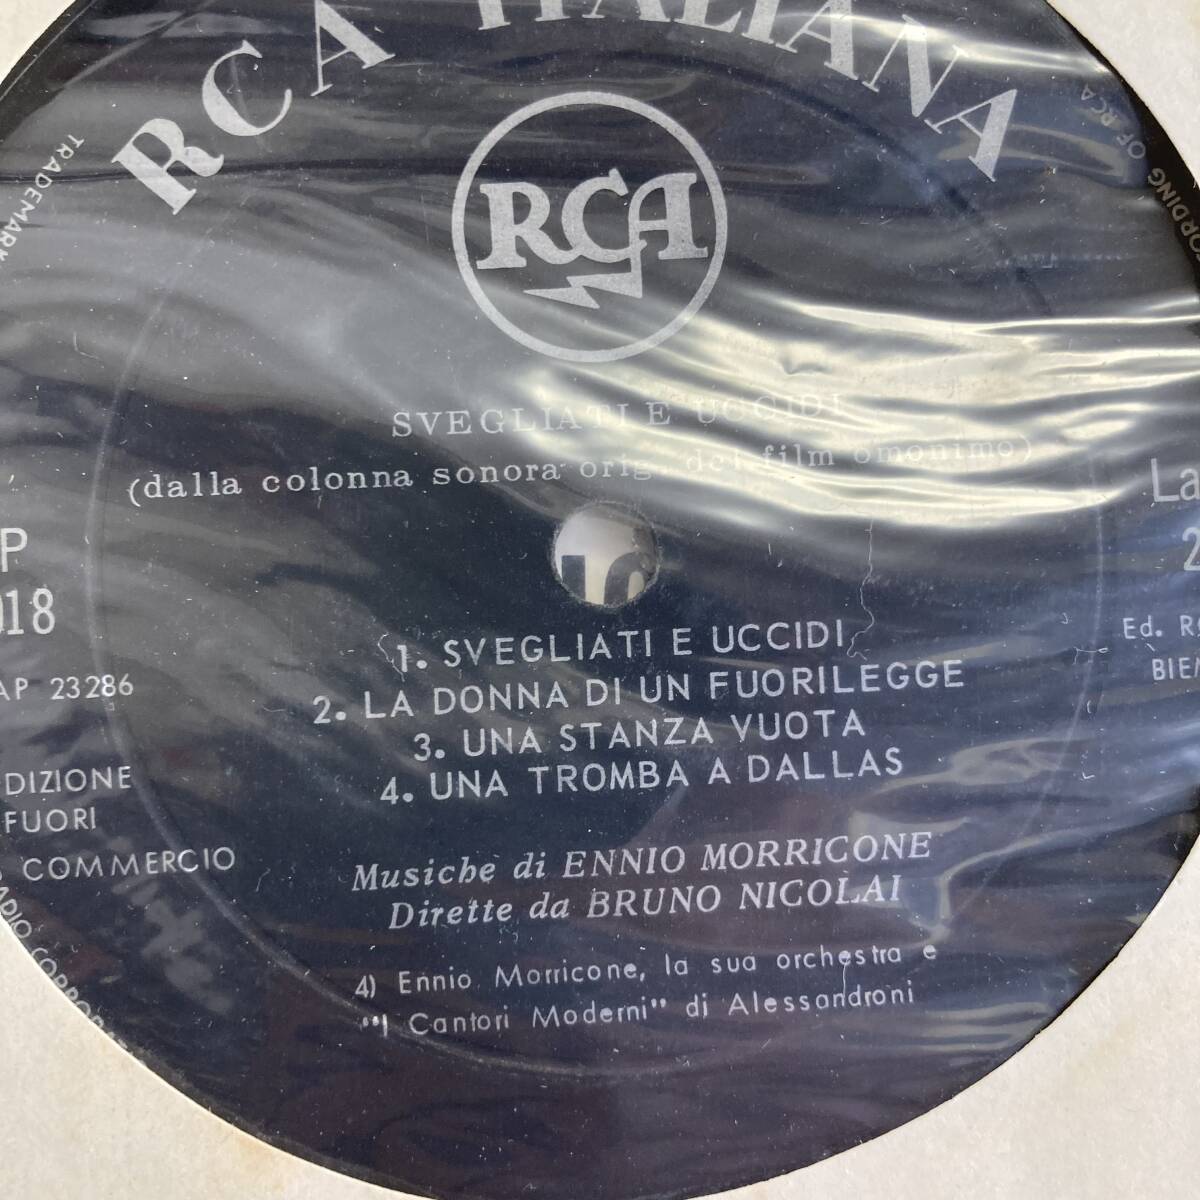 RCA ITALIANA
TRADEMARK
OF RCA
RCA
SVEGLIATI E UCCIDI
(dalla colonna sonora orig. del film omonimo)
La
2
P
018
AP 23286
Ed.
DIZIONE
FUORI
COMMERCIO
1. SVEGLIATI E UCCIDI
2. LA DONNA DI UN FUORILEGGE
3. UNA STANZA VUOTA
4. UNA TROMBA A DALLAS
Musiche di ENNIO MORRICONE
Dirette da BRUNO NICOLAI
4) Ennio Morricone, la sua orchestra e
"I Cantori Moderni" di Alessandroni